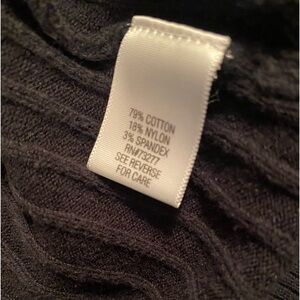 79% COTTON
18% NYLON
3% SPANDEX
RN#73277
SEE REVERSE
FOR CARE